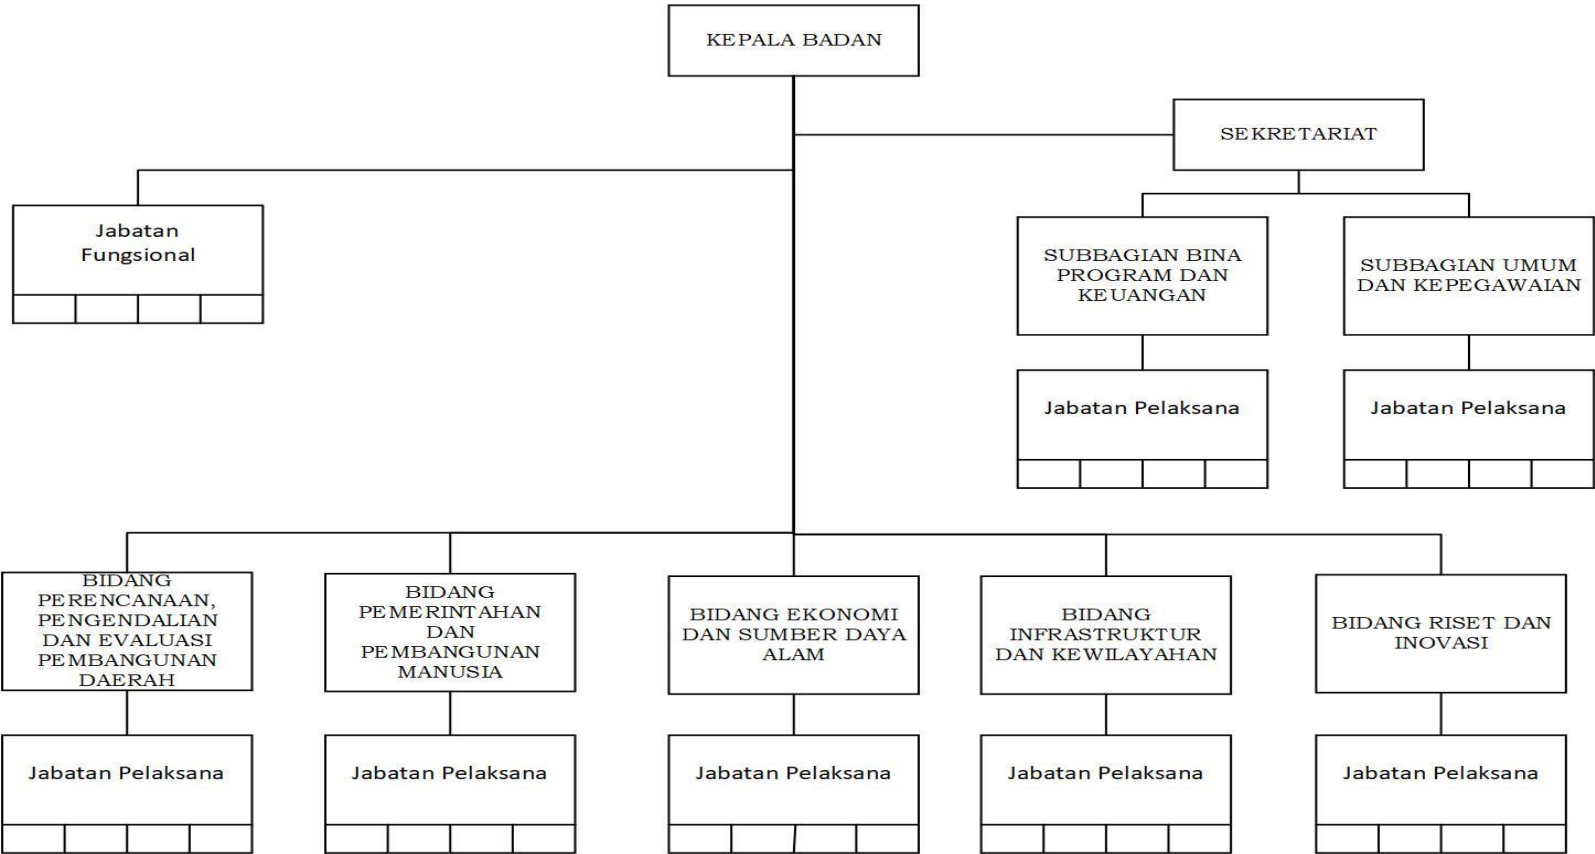 KEPALA BADAN
SEKRETARIAT
Jabatan
Fungsional
SUBBAGIAN BINA
PROGRAM DAN
KEUANGAN
SUBBAGIAN UMUM
DAN KEPEGAWAIAN
Jabatan Pelaksana
Jabatan Pelaksana
BIDANG
PERENCANAAN,
PENGENDALIAN
DAN EVALUASI
PEMBANGUNAN
DAERAH
BIDANG
PEMERINTAHAN
DAN
PEMBANGUNAN
MANUSIA
BIDANG EKONOMI
DAN SUMBER DAYA
ALAM
BIDANG
INFRASTRUKTUR
DAN KEWILAYAHAN
BIDANG RISET DAN
INOVASI
Jabatan Pelaksana
Jabatan Pelaksana
Jabatan Pelaksana
Jabatan Pelaksana
Jabatan Pelaksana